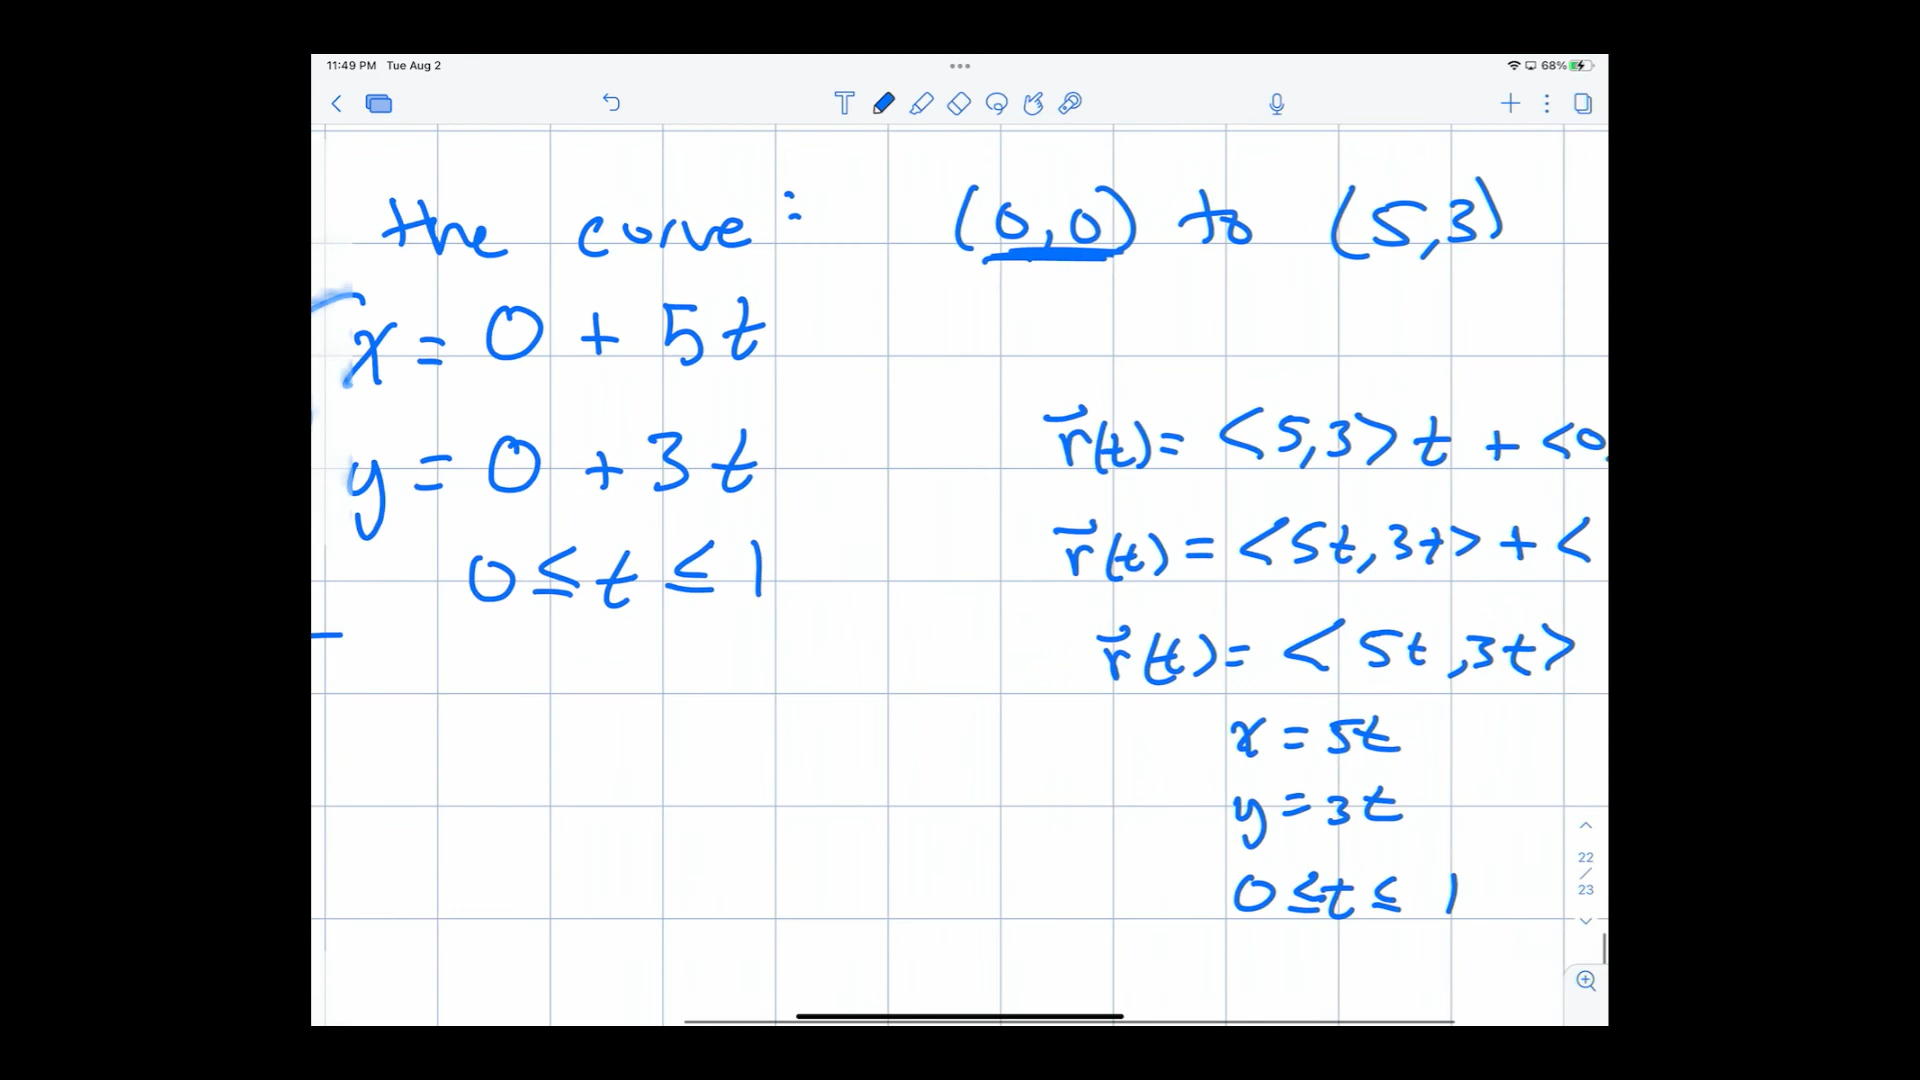 11:49 PM Tue Aug 2
68%
the curve: (0,0) to (5,3)
x = 0 + 5t
y = 0 + 3t
0 ≤ t ≤ 1
r⃗(t) = <5,3> t + <0,
r⃗(t) = <5t,3t> + <
r⃗(t) = <5t,3t>
x = 5t
y = 3t
0 ≤ t ≤ 1
22
/
23